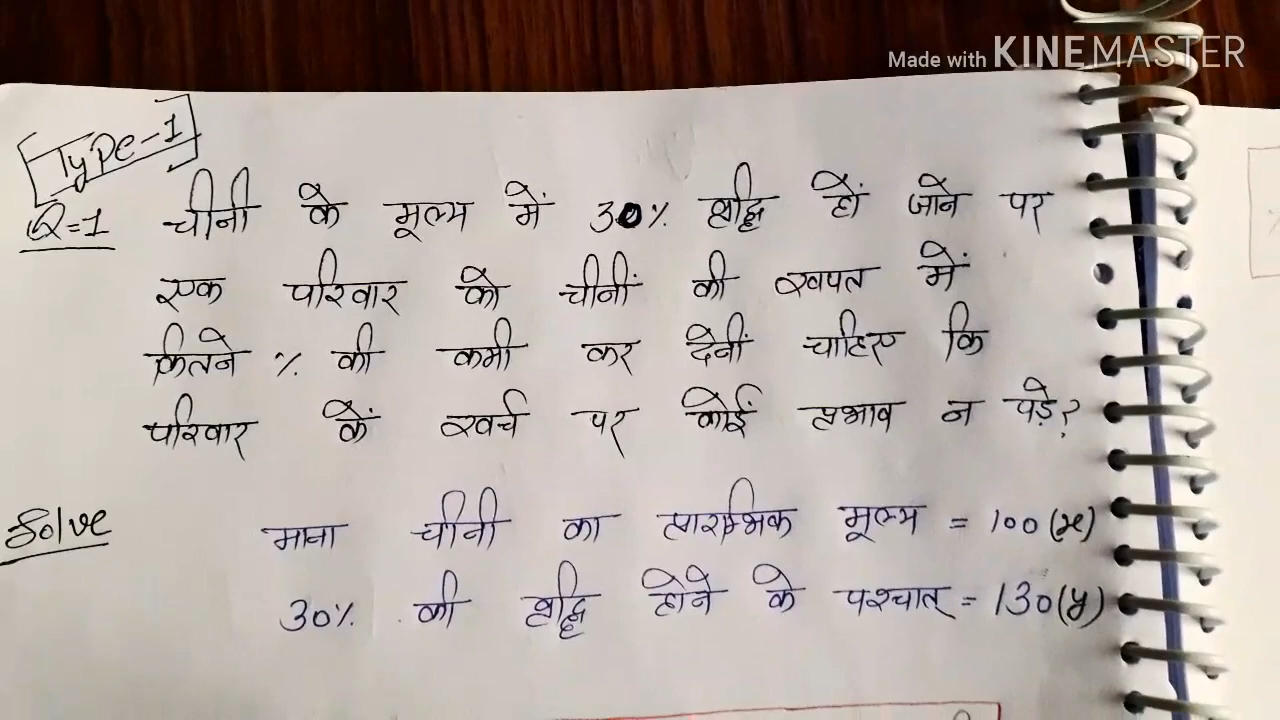 Made with KINEMASTER
[Type-1]
Q=1 चीनी के मूल्य में 30% वृद्धि हों जाने पर
एक परिवार को चीनीं की खपत में
कितने % की कमी कर देनीं चाहिए कि
परिवार कें खर्च पर कोई प्रभाव न पड़े?
Solve माना चीनी का प्रारम्भिक मूल्य = 100(x)
30% की वृद्धि होने के पश्चात् = 130(y)